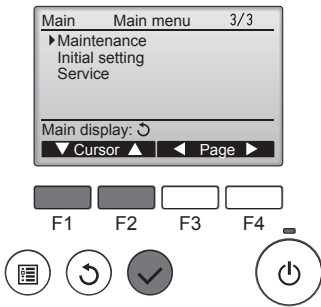 Main Main menu 3/3
▶Maintenance
Initial setting
Service
Main display: ↺
▼ Cursor ▲ ◀ Page ▶
F1 F2 F3 F4